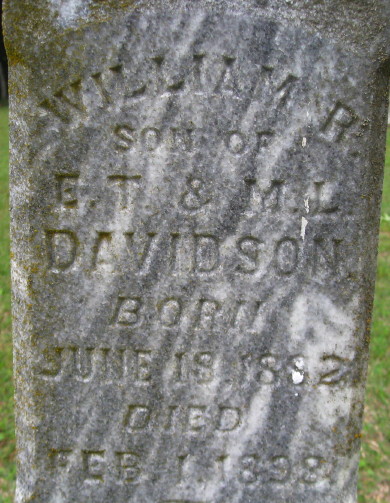 WILLIAM R.
SON OF
E. T. & M. L.
DAVIDSON
BORN
JUNE 18, 1882
DIED
FEB. 1, 1898.